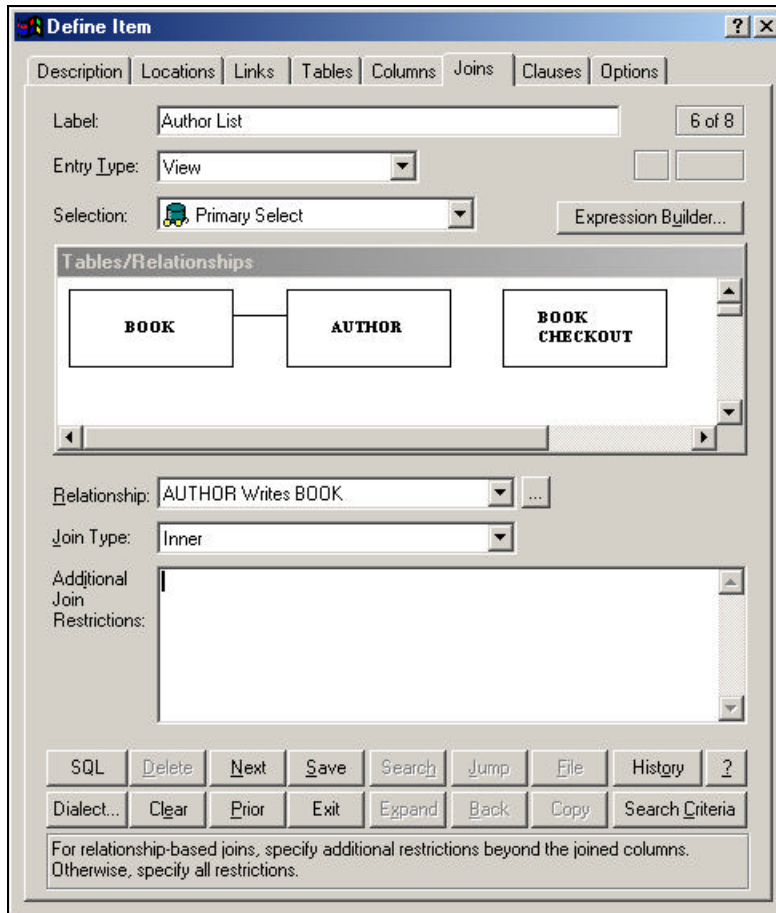 Define Item
Description Locations Links Tables Columns Joins Clauses Options
Label: Author List 6 of 8
Entry Type: View
Selection: Primary Select Expression Builder...
Tables/Relationships
BOOK AUTHOR BOOK
CHECKOUT
Relationship: AUTHOR Writes BOOK ...
Join Type: Inner
Additional
Join
Restrictions:
SQL Delete Next Save Search Jump File History ?
Dialect... Clear Prior Exit Expand Back Copy Search Criteria
For relationship-based joins, specify additional restrictions beyond the joined columns.
Otherwise, specify all restrictions.